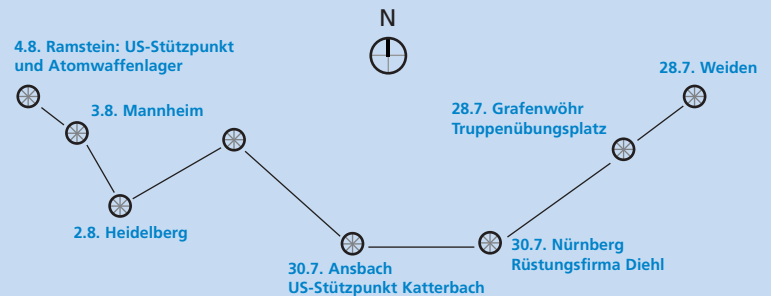 N
4.8. Ramstein: US-Stützpunkt
und Atomwaffenlager
28.7. Weiden
3.8. Mannheim
28.7. Grafenwöhr
Truppenübungsplatz
2.8. Heidelberg
30.7. Nürnberg
Rüstungsfirma Diehl
30.7. Ansbach
US-Stützpunkt Katterbach